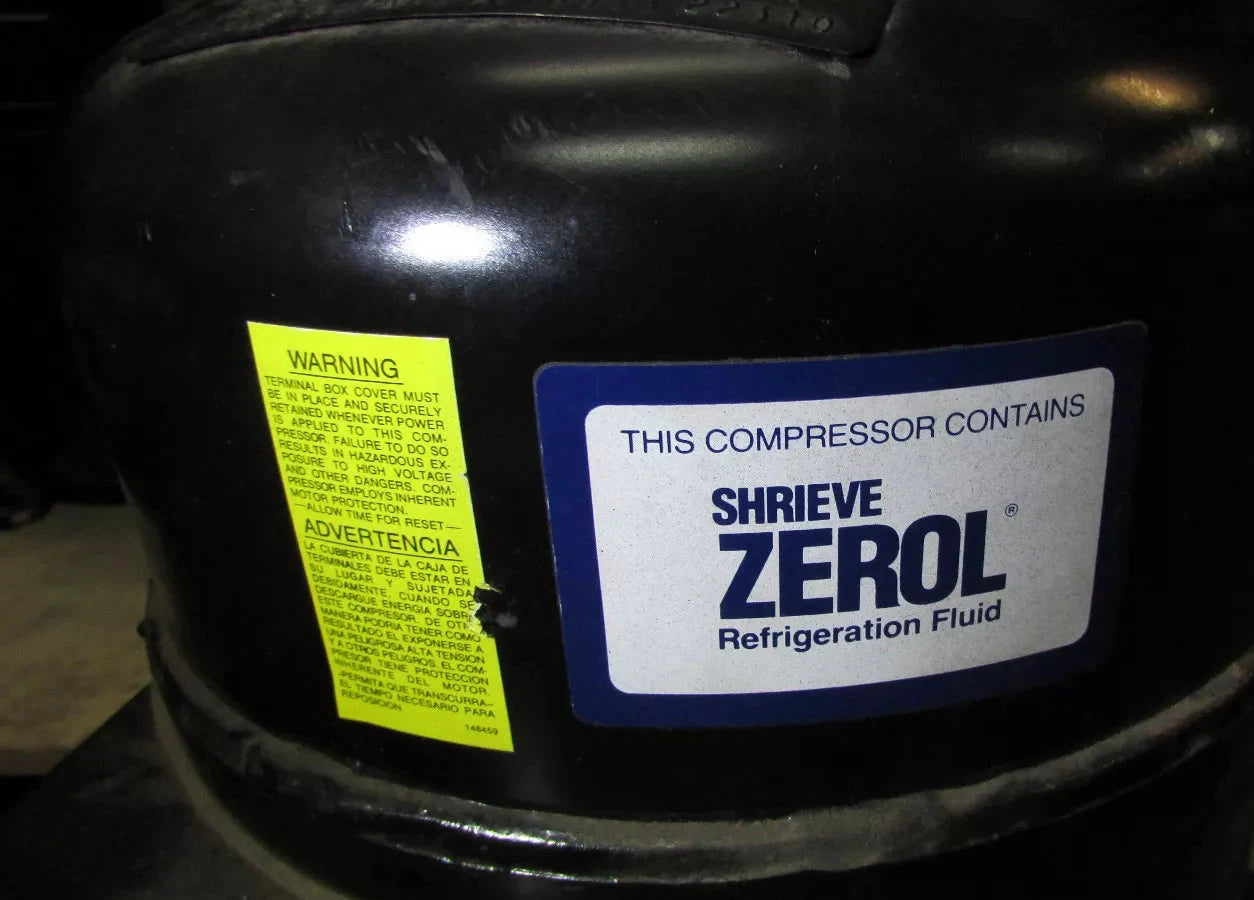 22310
WARNING
TERMINAL BOX COVER MUST
BE IN PLACE AND SECURELY
RETAINED WHENEVER POWER
IS APPLIED TO THIS COM-
PRESSOR. FAILURE TO DO SO
RESULTS IN HAZARDOUS EX-
POSURE TO HIGH VOLTAGE
AND OTHER DANGERS. COM-
PRESSOR EMPLOYS INHERENT
MOTOR PROTECTION.
—ALLOW TIME FOR RESET—
ADVERTENCIA
LA CUBIERTA DE LA CAJA DE
TERMINALES DEBE ESTAR EN
SU LUGAR Y SUJETADA
DEBIDAMENTE, CUANDO SE
DESCARGUE ENERGIA SOBRE
ESTE COMPRESOR. DE OT
MANERA PODRIA TENER COMO
RESULTADO EL EXPONERSE A
UNA PELIGROSA ALTA TENSION
Y A OTROS PELIGROS. EL COM-
PRESOR TIENE PROTECCION
INHERENTE DEL MOTOR.
-PERMITA QUE TRANSCURRA-
EL TIEMPO NECESARIO PARA
REPOSICION
148459
THIS COMPRESSOR CONTAINS
SHRIEVE
ZEROL®
Refrigeration Fluid